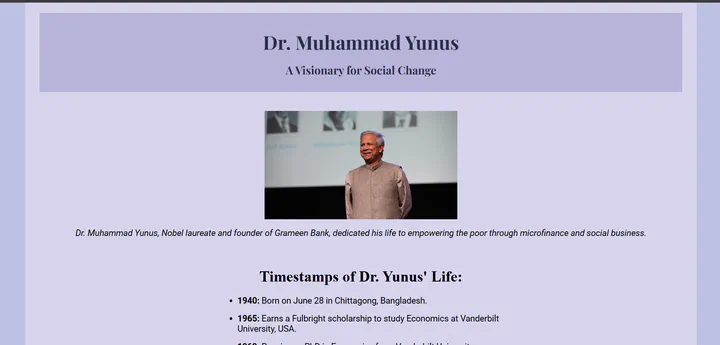 Dr. Muhammad Yunus
A Visionary for Social Change
Dr. Muhammad Yunus, Nobel laureate and founder of Grameen Bank, dedicated his life to empowering the poor through microfinance and social business.
Timestamps of Dr. Yunus' Life:
• 1940: Born on June 28 in Chittagong, Bangladesh.
• 1965: Earns a Fulbright scholarship to study Economics at Vanderbilt
University, USA.